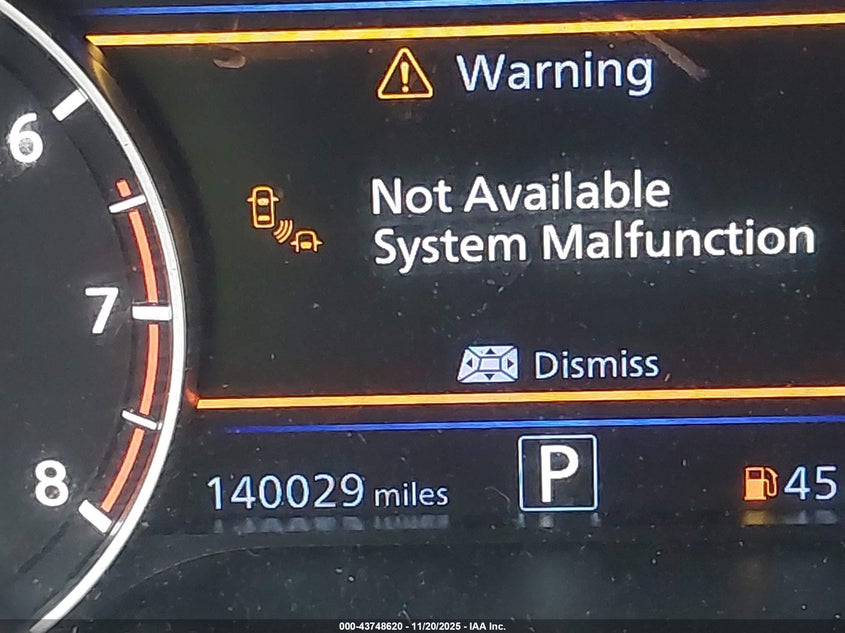 Warning
6
Not Available
System Malfunction
7
Dismiss
8
140029 miles
P
45
000-43748620 - 11/20/2025 - IAA Inc.